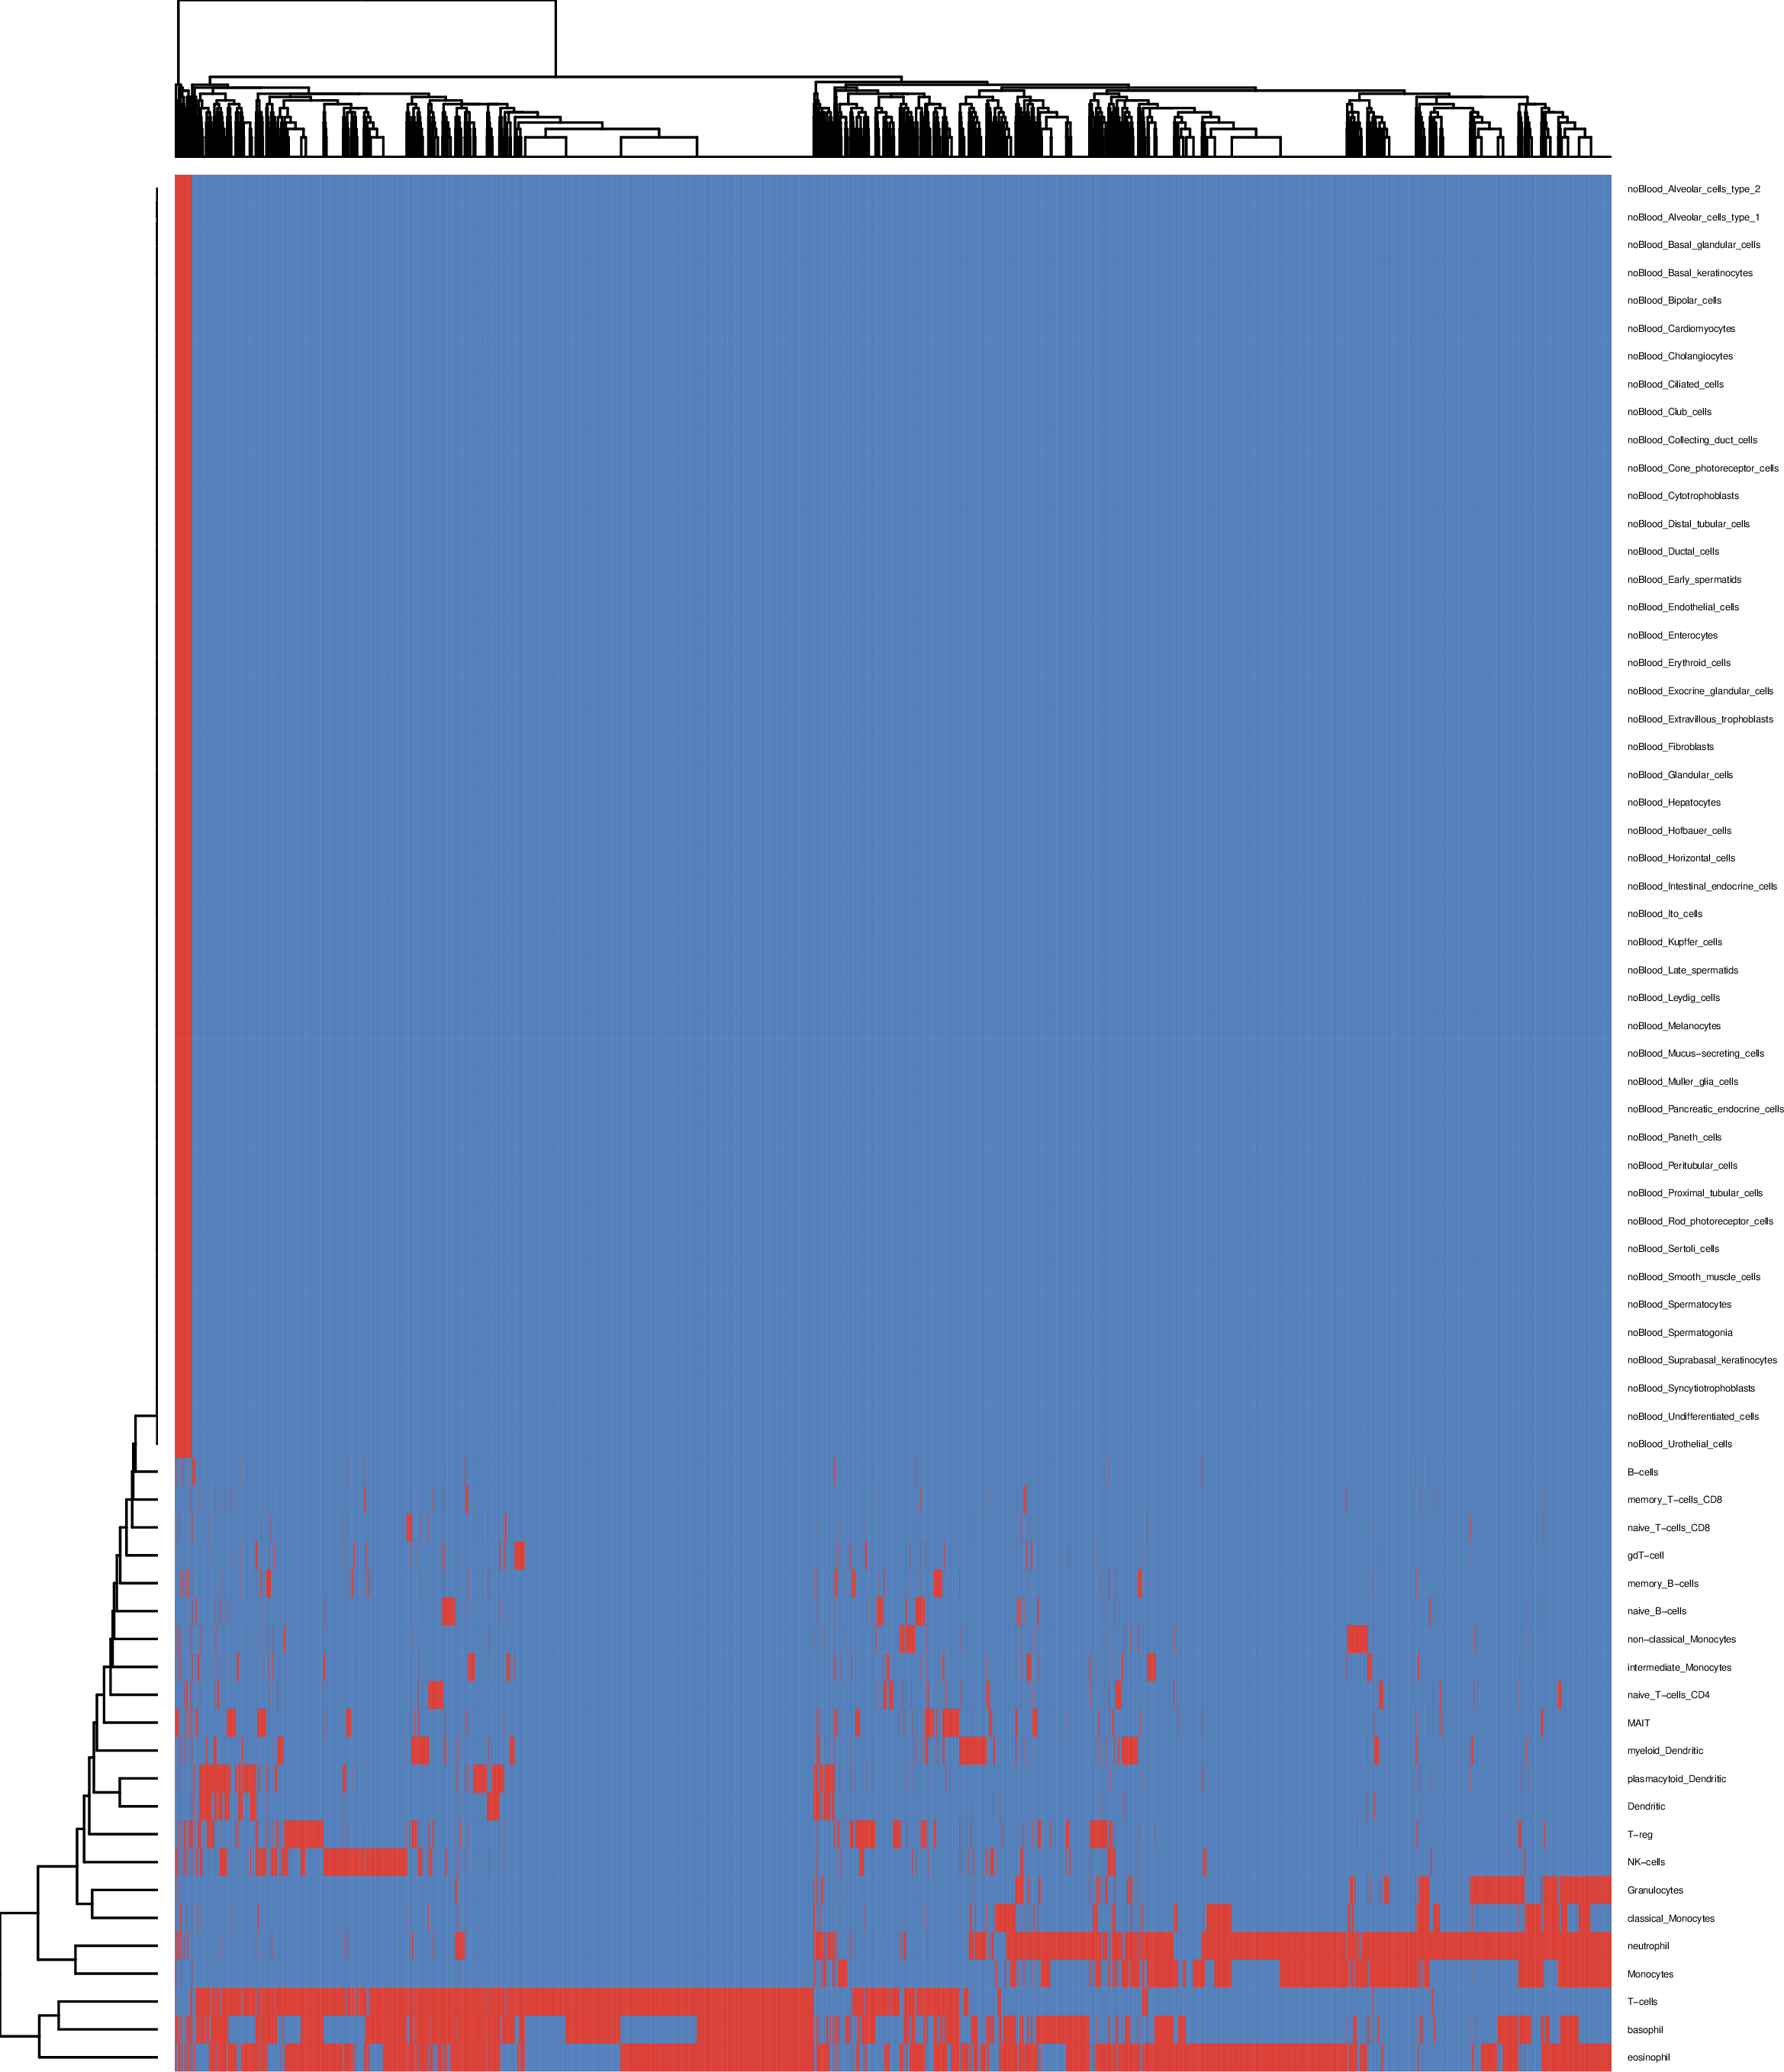 noBlood_Alveolar_cells_type_2
noBlood_Alveolar_cells_type_1
noBlood_Basal_glandular_cells
noBlood_Basal_keratinocytes
noBlood_Bipolar_cells
noBlood_Cardiomyocytes
noBlood_Cholangiocytes
noBlood_Ciliated_cells
noBlood_Club_cells
noBlood_Collecting_duct_cells
noBlood_Cone_photoreceptor_cells
noBlood_Cytotrophoblasts
noBlood_Distal_tubular_cells
noBlood_Ductal_cells
noBlood_Early_spermatids
noBlood_Endothelial_cells
noBlood_Enterocytes
noBlood_Erythroid_cells
noBlood_Exocrine_glandular_cells
noBlood_Extravillous_trophoblasts
noBlood_Fibroblasts
noBlood_Glandular_cells
noBlood_Hepatocytes
noBlood_Hofbauer_cells
noBlood_Horizontal_cells
noBlood_Intestinal_endocrine_cells
noBlood_Ito_cells
noBlood_Kupffer_cells
noBlood_Late_spermatids
noBlood_Leydig_cells
noBlood_Melanocytes
noBlood_Mucus−secreting_cells
noBlood_Muller_glia_cells
noBlood_Pancreatic_endocrine_cells
noBlood_Paneth_cells
noBlood_Peritubular_cells
noBlood_Proximal_tubular_cells
noBlood_Rod_photoreceptor_cells
noBlood_Sertoli_cells
noBlood_Smooth_muscle_cells
noBlood_Spermatocytes
noBlood_Spermatogonia
noBlood_Suprabasal_keratinocytes
noBlood_Syncytiotrophoblasts
noBlood_Undifferentiated_cells
noBlood_Urothelial_cells
B−cells
memory_T−cells_CD8
naive_T−cells_CD8
gdT−cell
memory_B−cells
naive_B−cells
non−classical_Monocytes
intermediate_Monocytes
naive_T−cells_CD4
MAIT
myeloid_Dendritic
plasmacytoid_Dendritic
Dendritic
T−reg
NK−cells
Granulocytes
classical_Monocytes
neutrophil
Monocytes
T−cells
basophil
eosinophil